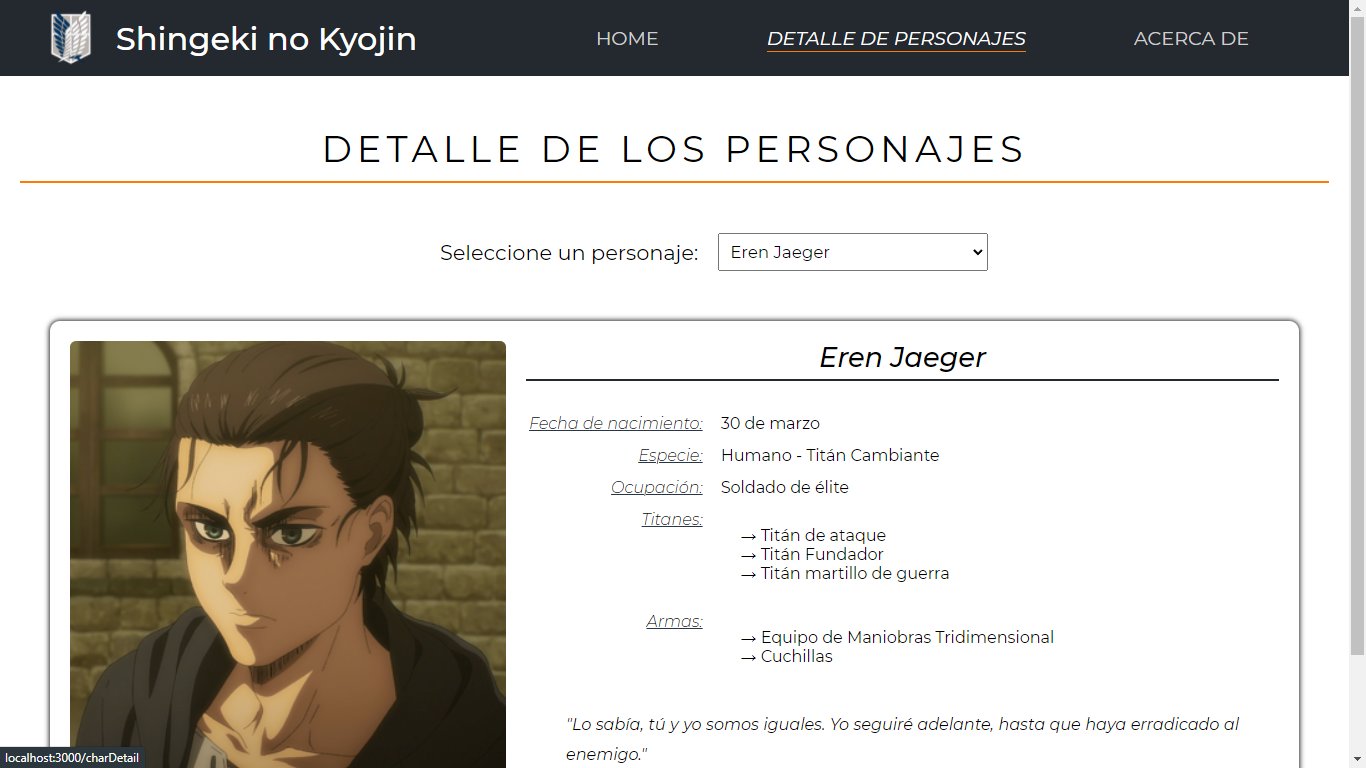 Shingeki no Kyojin
HOME
DETALLE DE PERSONAJES
ACERCA DE
DETALLE DE LOS PERSONAJES
Seleccione un personaje:
Eren Jaeger
Eren Jaeger
Fecha de nacimiento: 30 de marzo
Especie: Humano - Titán Cambiante
Ocupación: Soldado de élite
Titanes:
→ Titán de ataque
→ Titán Fundador
→ Titán martillo de guerra
Armas:
→ Equipo de Maniobras Tridimensional
→ Cuchillas
"Lo sabía, tú y yo somos iguales. Yo seguiré adelante, hasta que haya erradicado al
enemigo."
localhost:3000/charDetail